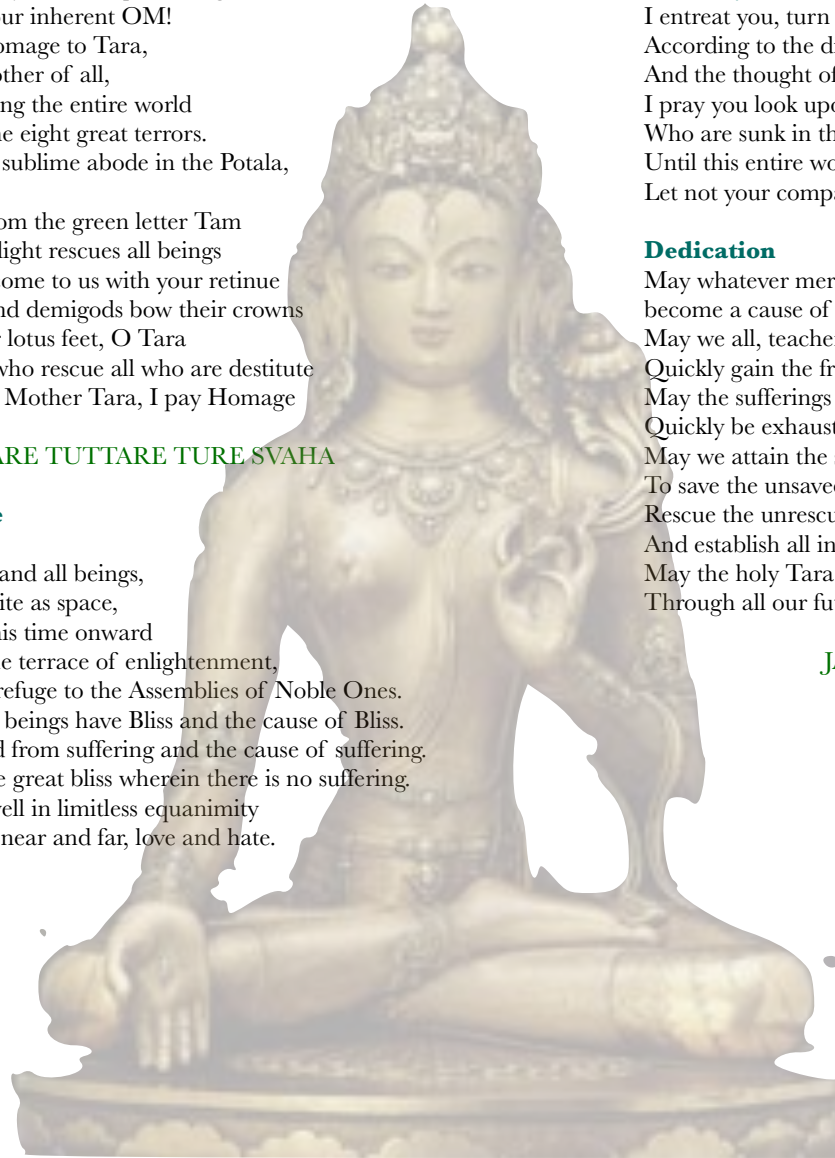 our inherent OM!
omage to Tara,
other of all,
ing the entire world
ne eight great terrors.
sublime abode in the Potala,
om the green letter Tam
light rescues all beings
ome to us with your retinue
nd demigods bow their crowns
lotus feet, O Tara
who rescue all who are destitute
Mother Tara, I pay Homage
ARE TUTTARE TURE SVAHA
e
and all beings,
ite as space,
his time onward
e terrace of enlightenment,
refuge to the Assemblies of Noble Ones.
beings have Bliss and the cause of Bliss.
d from suffering and the cause of suffering.
e great bliss wherein there is no suffering.
vell in limitless equanimity
near and far, love and hate.
I entreat you, turn
According to the di
And the thought of
I pray you look upo
Who are sunk in th
Until this entire wo
Let not your compa
Dedication
May whatever mer
become a cause of
May we all, teache
Quickly gain the fr
May the sufferings
Quickly be exhaust
May we attain the s
To save the unsaved
Rescue the unrescu
And establish all in
May the holy Tara
Through all our fut
JA